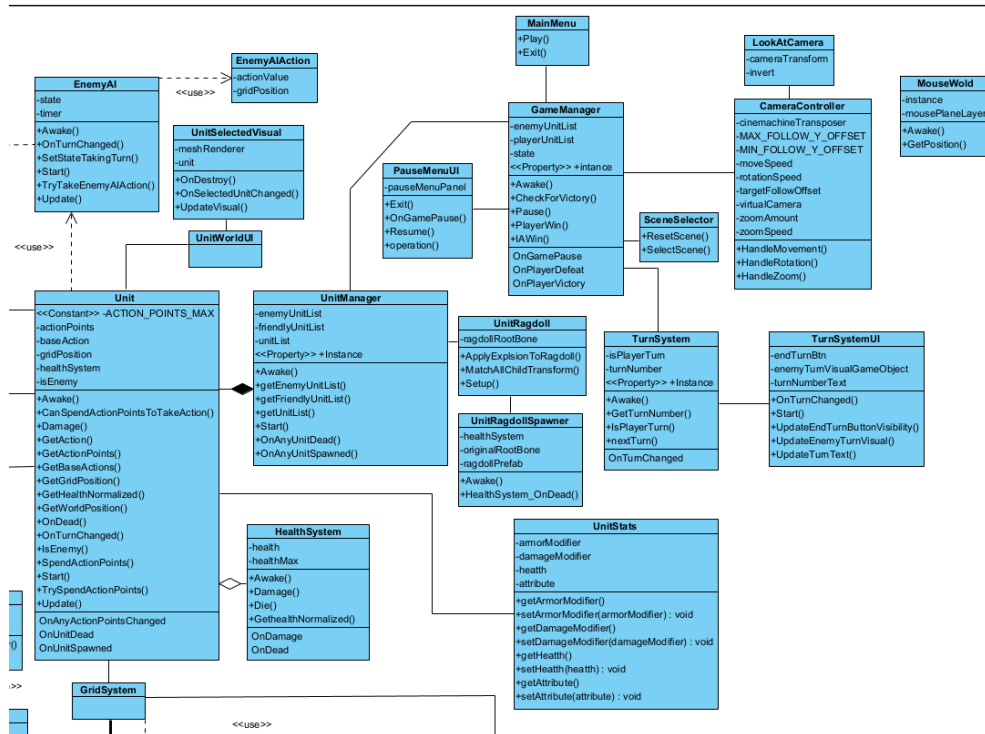 MainMenu
+Play()
+Exit()
LookAtCamera
-cameraTransform
-invert
EnemyAIAction
-actionValue
-gridPosition
<<use>>
EnemyAI
-state
-timer
+Awake()
+OnTurnChanged()
+SetStateTakingTurn()
+Start()
+TryTakeEnemyAIAction()
+Update()
MouseWold
-instance
-mousePlaneLayer
+Awake()
+GetPosition()
GameManager
-enemyUnitList
-playerUnitList
-state
<<Property>> +intance
+Awake()
+CheckForVictory()
+Pause()
+PlayerWin()
+IAWin()
OnGamePause
OnPlayerDefeat
OnPlayerVictory
CameraController
-cinemachineTransposer
-MAX_FOLLOW_Y_OFFSET
-MIN_FOLLOW_Y_OFFSET
-moveSpeed
-rotationSpeed
-targetFollowOffset
-virtualCamera
-zoomAmount
-zoomSpeed
+HandleMovement()
+HandleRotation()
+HandleZoom()
UnitSelectedVisual
-meshRenderer
-unit
+OnDestroy()
+OnSelectedUnitChanged()
+UpdateVisual()
PauseMenuUI
-pauseMenuPanel
+Exit()
+OnGamePause()
+Resume()
+operation()
SceneSelector
+ResetScene()
+SelectScene()
UnitWorldUI
<<use>>
Unit
<<Constant>> -ACTION_POINTS_MAX
-actionPoints
-baseAction
-gridPosition
-healthSystem
-isEnemy
+Awake()
+CanSpendActionPointsToTakeAction()
+Damage()
+GetAction()
+GetActionPoints()
+GetBaseActions()
+GetGridPosition()
+GetHealthNormalized()
+GetWorldPosition()
+OnDead()
+OnTurnChanged()
+IsEnemy()
+SpendActionPoints()
+Start()
+TrySpendActionPoints()
+Update()
OnAnyActionPointsChanged
OnUnitDead
OnUnitSpawned
UnitManager
-enemyUnitList
-friendlyUnitList
-unitList
<<Property>> +Instance
+Awake()
+getEnemyUnitList()
+getFriendlyUnitList()
+getUnitList()
+Start()
+OnAnyUnitDead()
+OnAnyUnitSpawned()
UnitRagdoll
-ragdollRootBone
+ApplyExplsionToRagdoll()
+MatchAllChildTransform()
+Setup()
TurnSystem
-isPlayerTurn
-turnNumber
<<Property>> +Instance
+Awake()
+GetTurnNumber()
+IsPlayerTurn()
+nextTurn()
OnTurnChanged
TurnSystemUI
-endTurnBtn
-enemyTurnVisualGameObject
-turnNumberText
+OnTurnChanged()
+Start()
+UpdateEndTurnButtonVisibility()
+UpdateEnemyTurnVisual()
+UpdateTurnText()
UnitRagdollSpawner
-healthSystem
-originalRootBone
-ragdollPrefab
+Awake()
+HealthSystem_OnDead()
HealthSystem
-health
-healthMax
+Awake()
+Damage()
+Die()
+GethealthNormalized()
OnDamage
OnDead
UnitStats
-armorModifier
-damageModifier
-heatth
-attribute
+getArmorModifier()
+setArmorModifier(armorModifier) : void
+getDamageModifier()
+setDamageModifier(damageModifier) : void
+getHeatth()
+setHeatth(heatth) : void
+getAttribute()
+setAttribute(attribute) : void
GridSystem
<<use>>